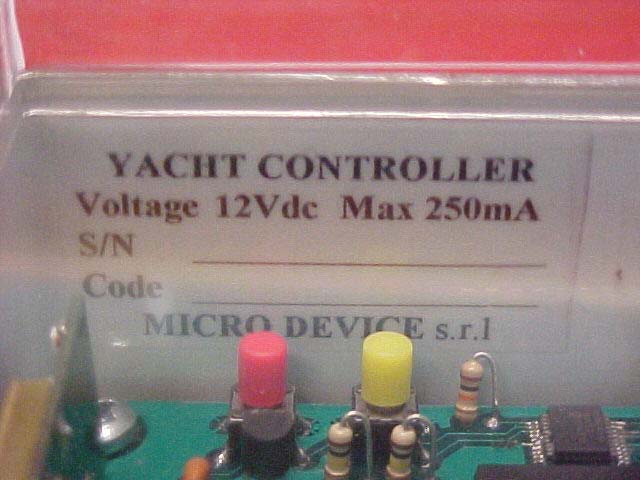 YACHT CONTROLLER
Voltage 12Vdc Max 250mA
S/N
Code
MICRO DEVICE s.r.l